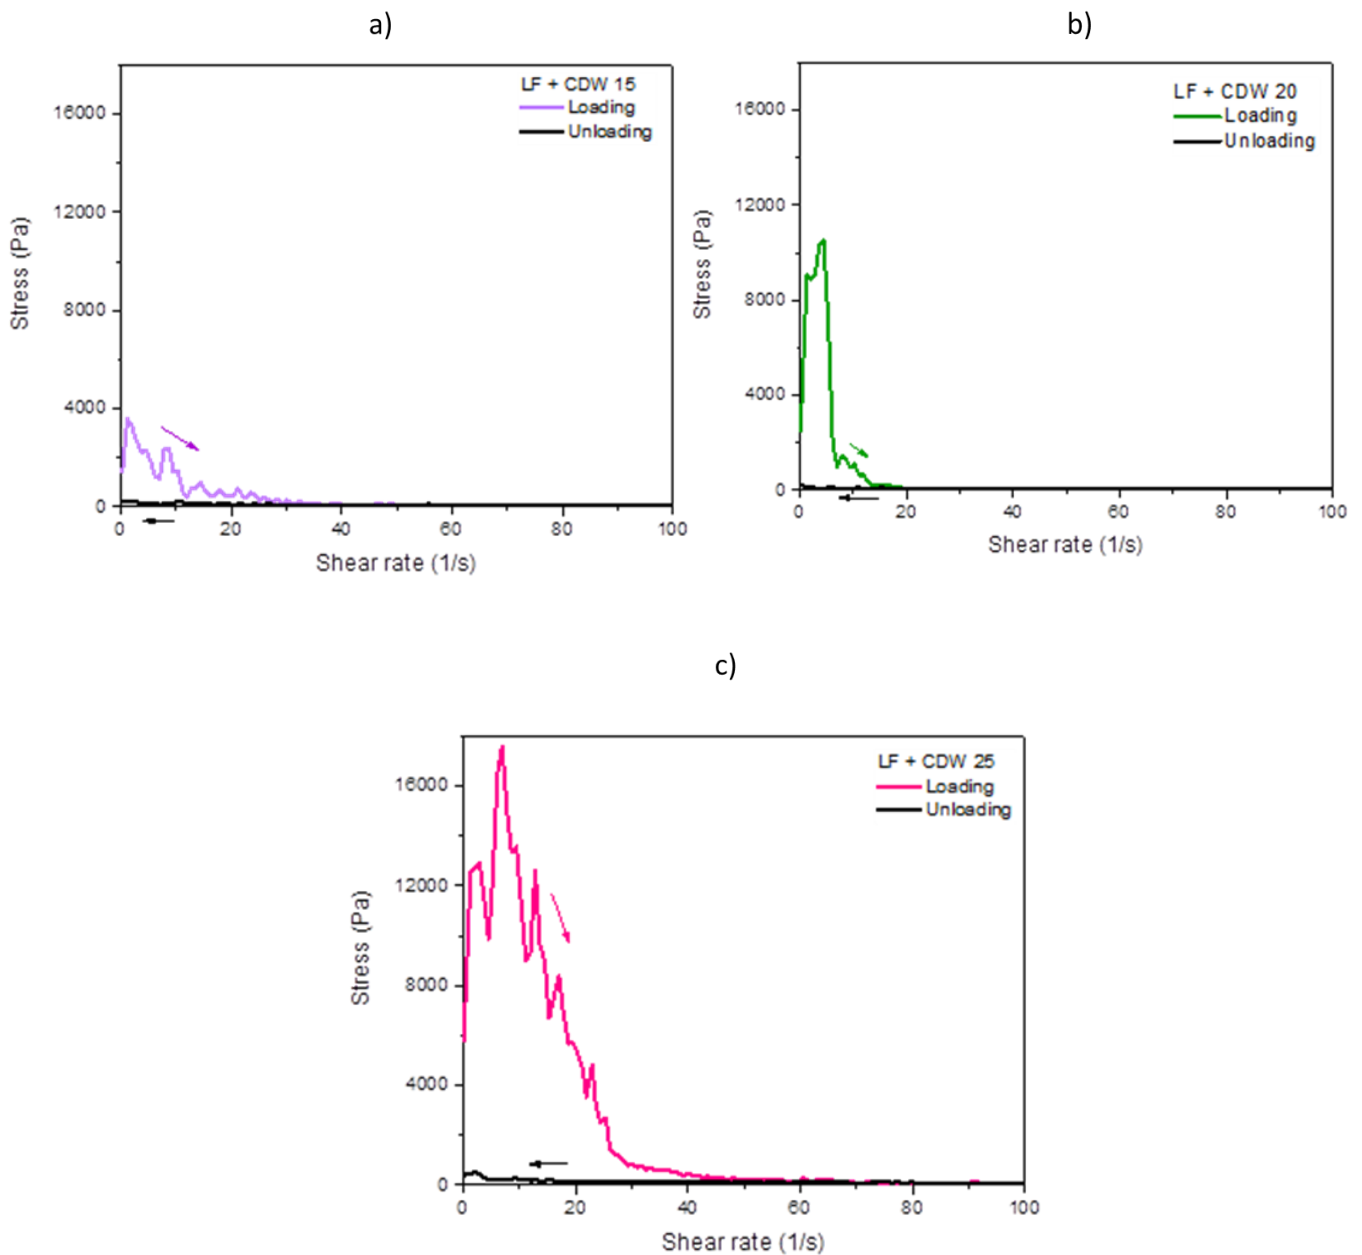 a)
LF + CDW 15
Loading
Unloading
16000
12000
8000
4000
0
Stress (Pa)
0 20 40 60 80 100
Shear rate (1/s)
b)
LF + CDW 20
Loading
Unloading
16000
12000
8000
4000
0
Stress (Pa)
0 20 40 60 80 100
Shear rate (1/s)
c)
LF + CDW 25
Loading
Unloading
16000
12000
8000
4000
0
Stress (Pa)
0 20 40 60 80 100
Shear rate (1/s)